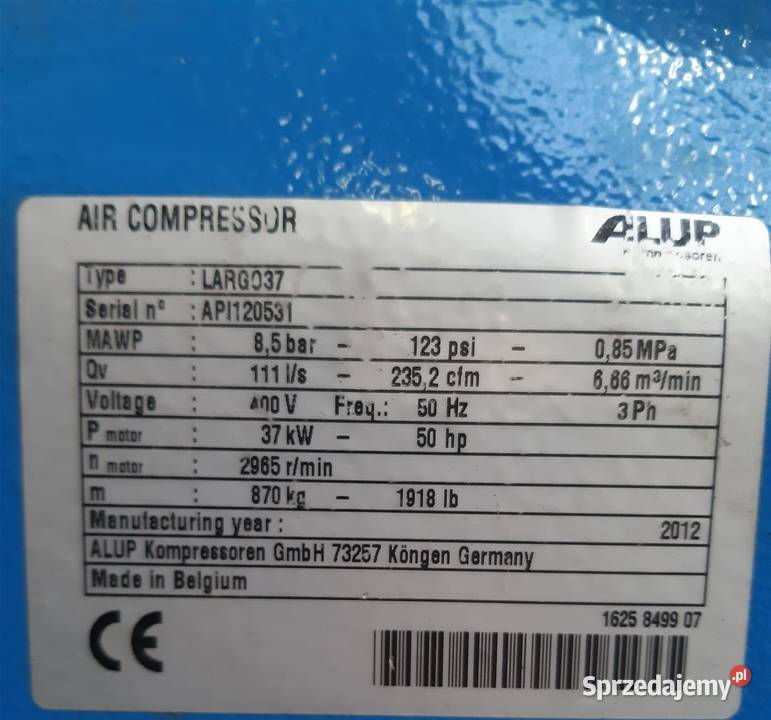 AIR COMPRESSOR
ALUP
Type : LARGO37
Serial nº : API120531
MAWP : 8,5 bar – 123 psi – 0,85 MPa
Qv : 111 l/s – 235,2 cfm – 6,66 m³/min
Voltage : 400 V Freq.: 50 Hz 3 Ph
P motor : 37 kW – 50 hp
n motor : 2965 r/min
m : 870 kg – 1918 lb
Manufacturing year : 2012
ALUP Kompressoren GmbH 73257 Köngen Germany
Made in Belgium
CE
1625 8499 07
Sprzedajemy.pl